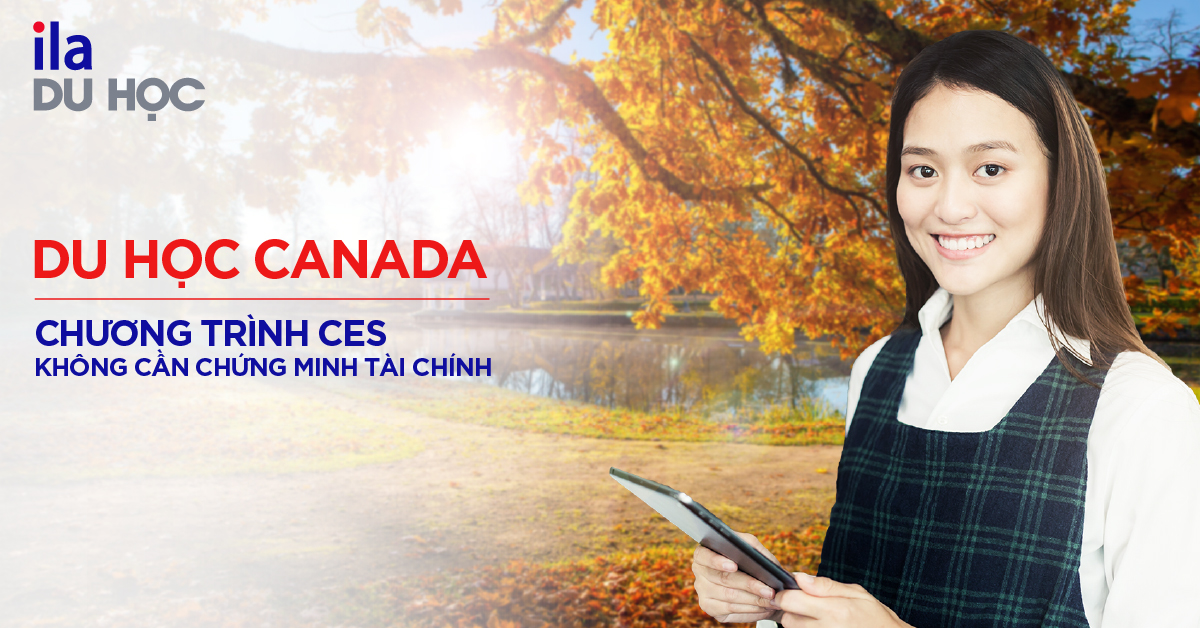 ila
DU HỌC
DU HỌC CANADA
CHƯƠNG TRÌNH CES
KHÔNG CẦN CHỨNG MINH TÀI CHÍNH